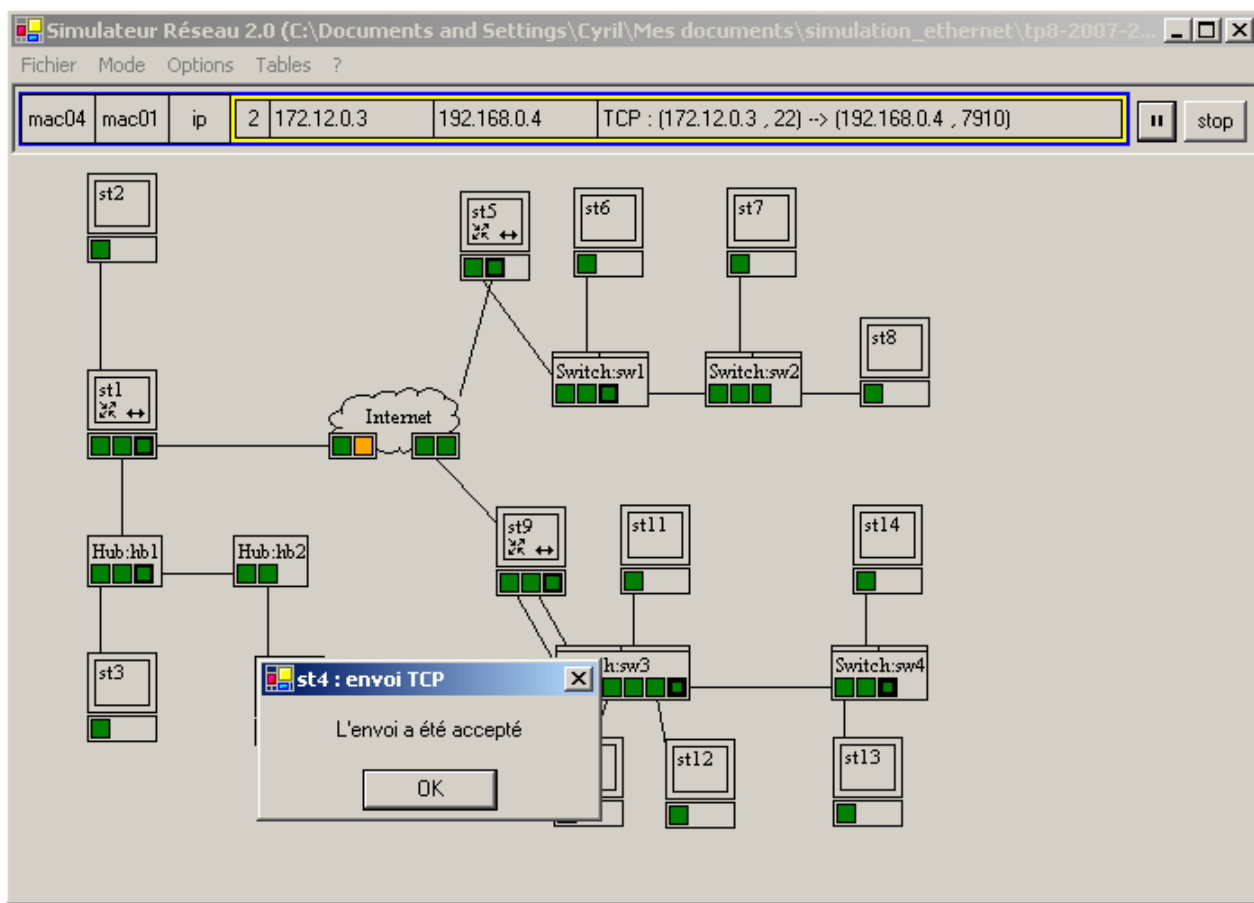 Simulateur Réseau 2.0 (C:\Documents and Settings\Cyril\Mes documents\simulation_ethernet\tp8-2007-2...
Fichier Mode Options Tables ?
mac04 mac01 ip 2 172.12.0.3 192.168.0.4 TCP : (172.12.0.3 , 22) --> (192.168.0.4 , 7910) stop
st2
st5
st6
st7
st8
Switch:sw1
Switch:sw2
st1
Internet
st9
st11
st14
Hub:hb1
Hub:hb2
st3
h:sw3
Switch:sw4
st4 : envoi TCP
L'envoi a été accepté
OK
st12
st13